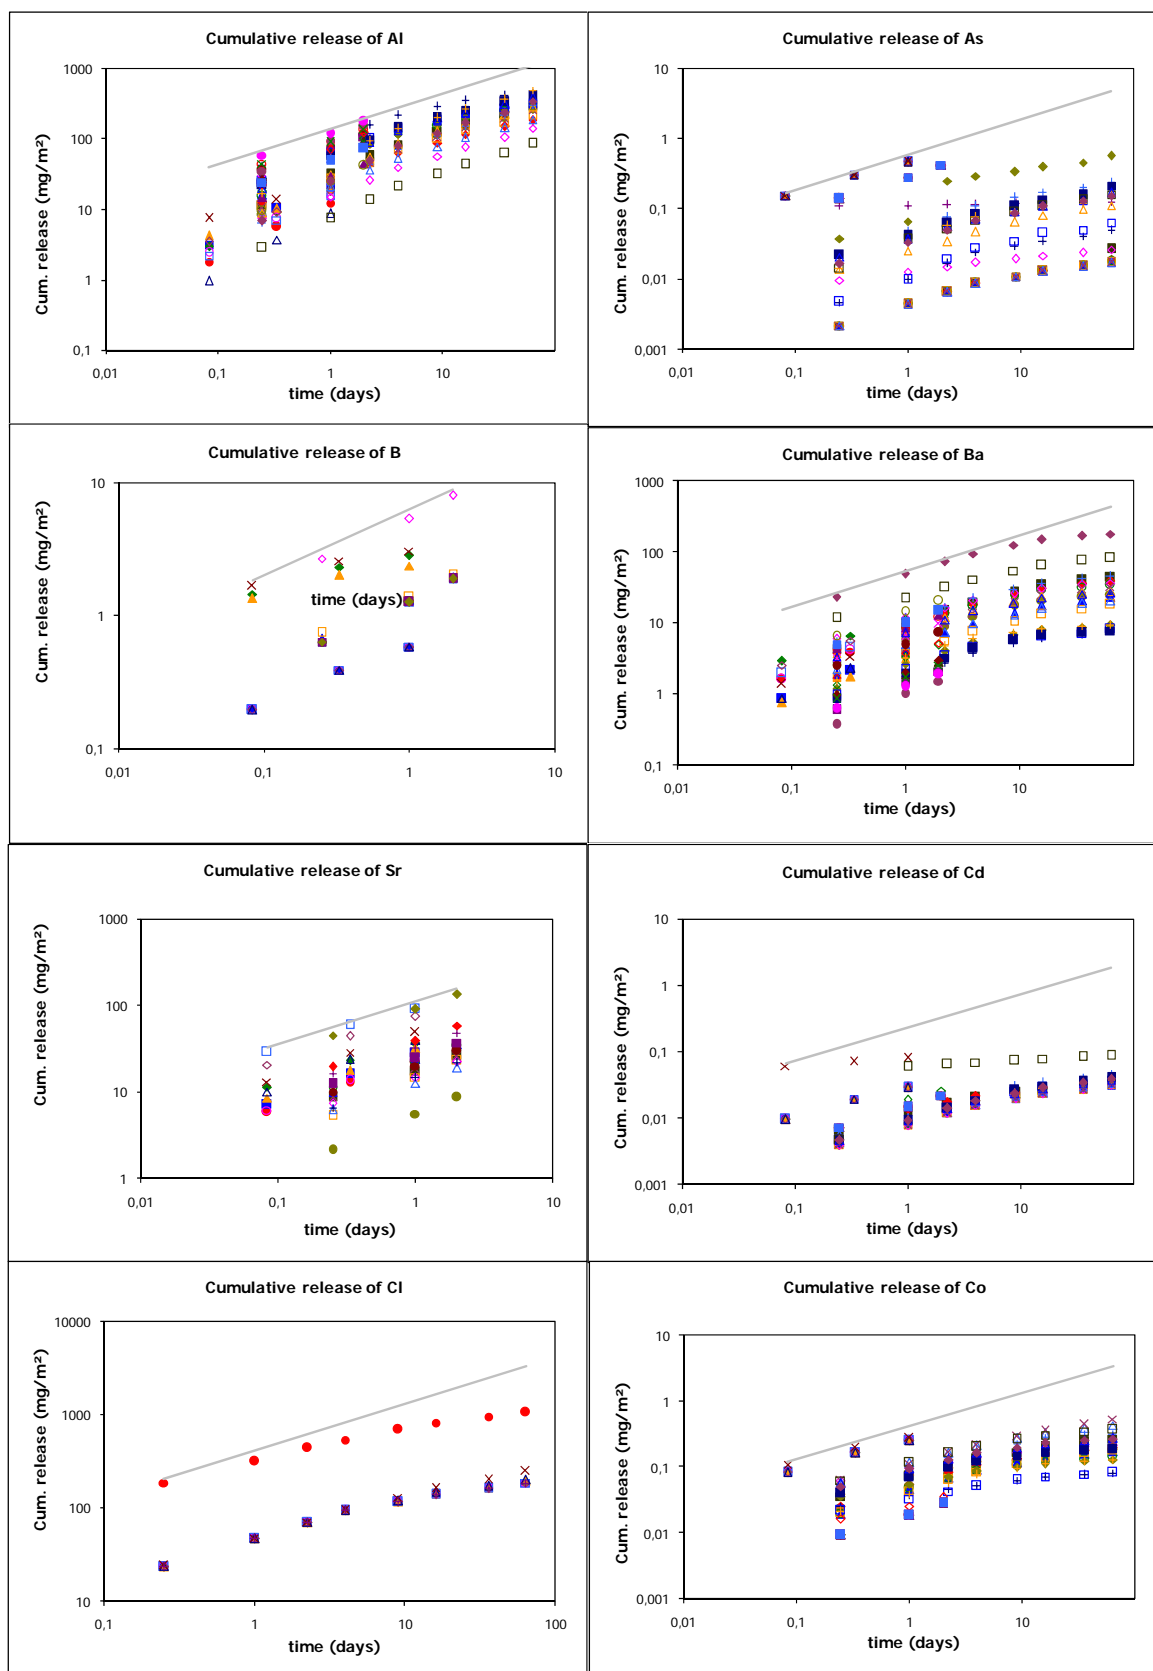 Cumulative release of Al
Cum. release (mg/m²)
1000
100
10
1
0,1
0,01
0,1
1
10
time (days)
Cumulative release of As
Cum. release (mg/m²)
10
1
0,1
0,01
0,001
0,01
0,1
1
10
time (days)
Cumulative release of B
Cum. release (mg/m²)
10
1
0,1
0,01
0,1
1
10
time (days)
Cumulative release of Ba
Cum. release (mg/m²)
1000
100
10
1
0,1
0,01
0,1
1
10
time (days)
Cumulative release of Sr
Cum. release (mg/m²)
1000
100
10
1
0,01
0,1
1
10
time (days)
Cumulative release of Cd
Cum. release (mg/m²)
10
1
0,1
0,01
0,001
0,01
0,1
1
10
time (days)
Cumulative release of Cl
Cum. release (mg/m²)
10000
1000
100
10
0,1
1
10
100
time (days)
Cumulative release of Co
Cum. release (mg/m²)
10
1
0,1
0,01
0,001
0,01
0,1
1
10
time (days)